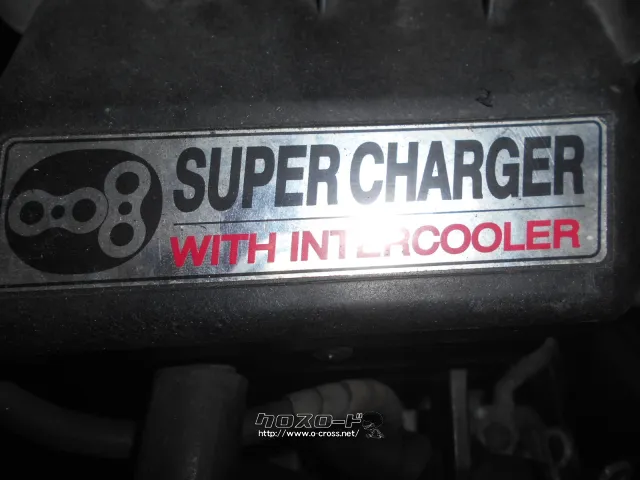 SUPER CHARGER
WITH INTERCOOLER
クロスロード
http://www.o-cross.net/